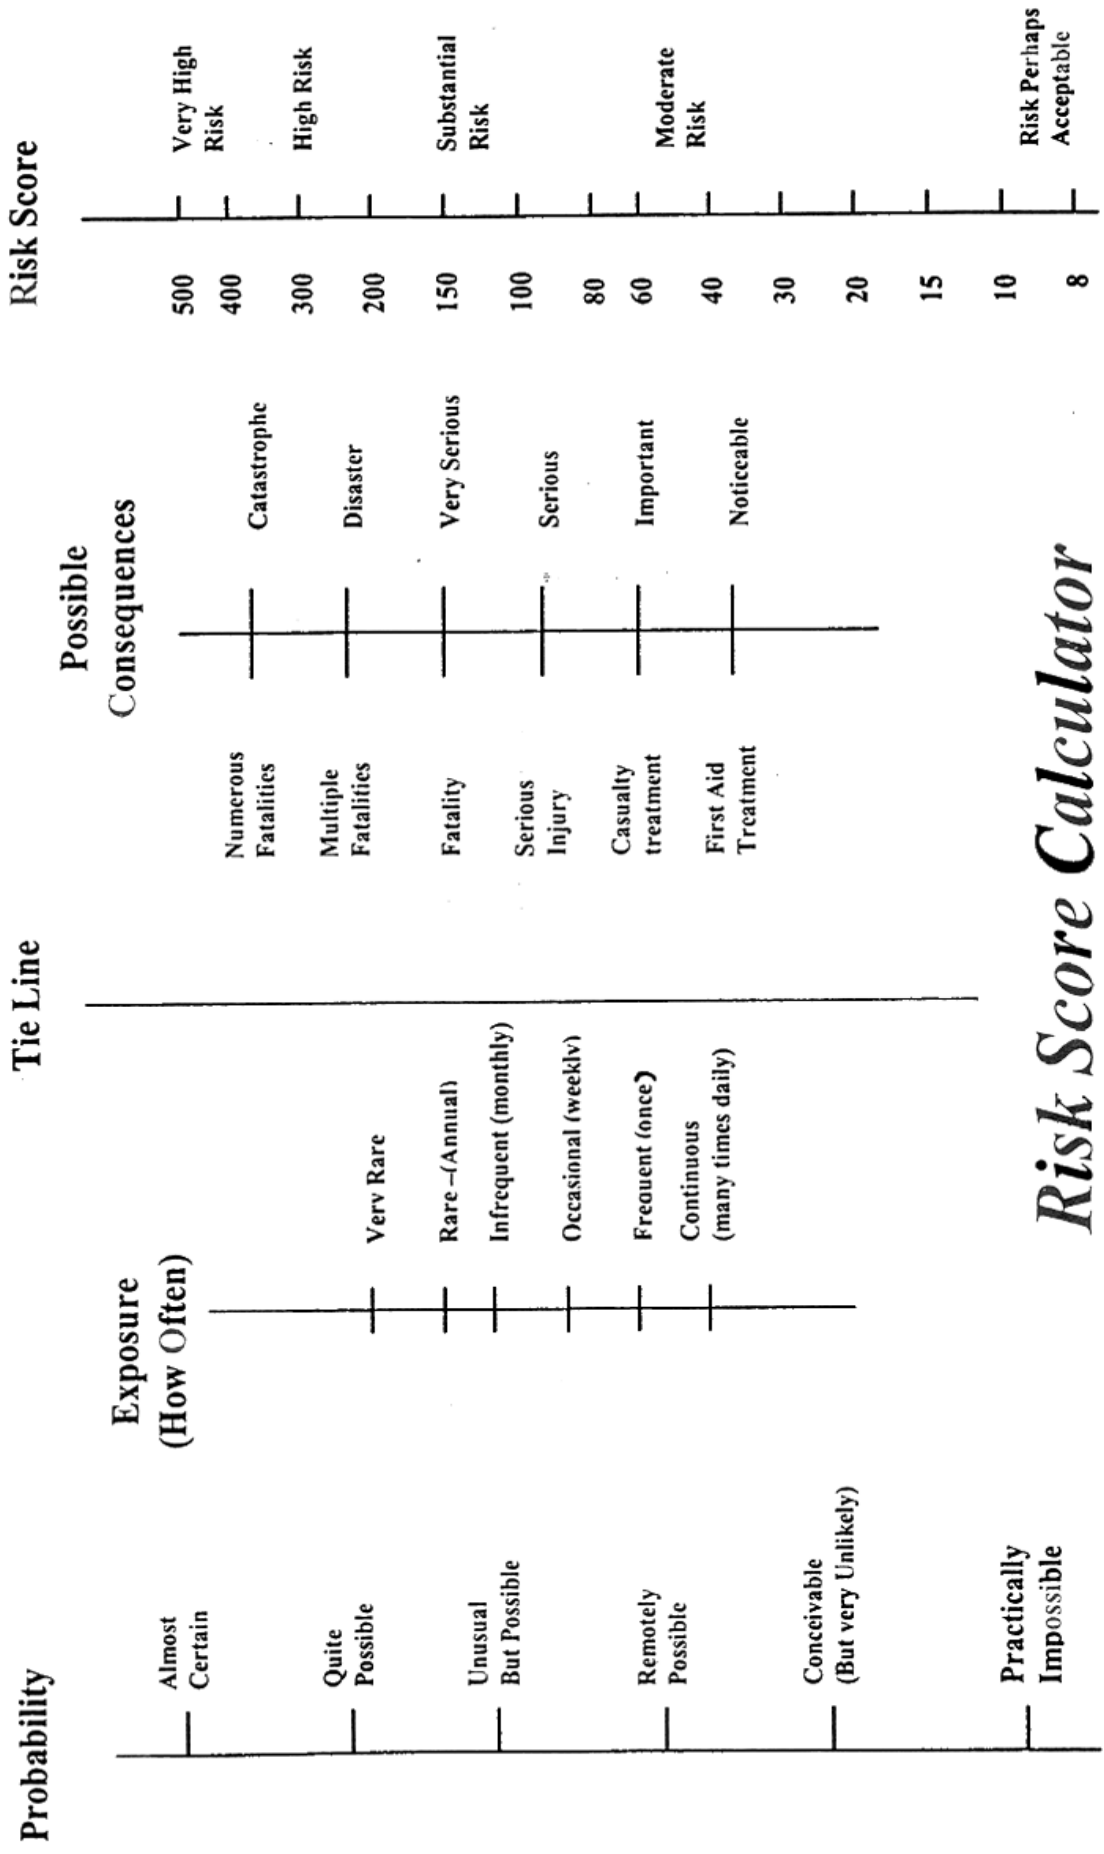 Probability
Almost
Certain
Quite
Possible
Unusual
But Possible
Remotely
Possible
Conceivable
(But very Unlikely)
Practically
Impossible
Exposure
(How Often)
Very Rare
Rare –(Annual)
Infrequent (monthly)
Occasional (weekly)
Frequent (once)
Continuous
(many times daily)
Tie Line
Possible
Consequences
Numerous
Fatalities
Catastrophe
Multiple
Fatalities
Disaster
Fatality
Very Serious
Serious
Injury
Serious
Casualty
treatment
Important
First Aid
Treatment
Noticeable
Risk Score
500
Very High
Risk
400
300
High Risk
200
150
Substantial
Risk
100
80
60
Moderate
Risk
40
30
20
15
10
8
Risk Perhaps
Acceptable
Risk Score Calculator